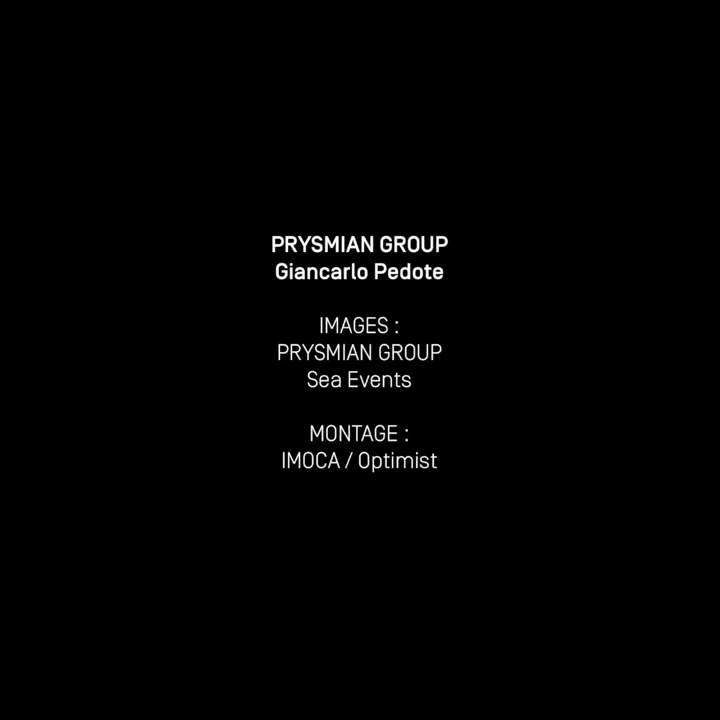 PRYSMIAN GROUP
Giancarlo Pedote
IMAGES :
PRYSMIAN GROUP
Sea Events
MONTAGE :
IMOCA / Optimist